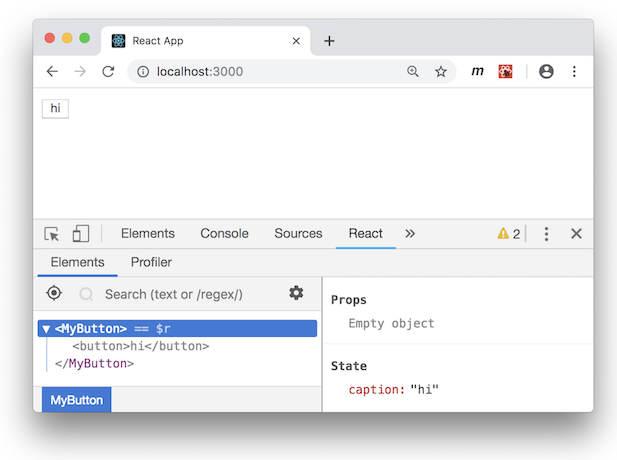 React App
localhost:3000
m
hi
Elements Console Sources React » 2
Elements Profiler
Search (text or /regex/)
▼ <MyButton> == $r
<button>hi</button>
</MyButton>
MyButton
Props
Empty object
State
caption: "hi"